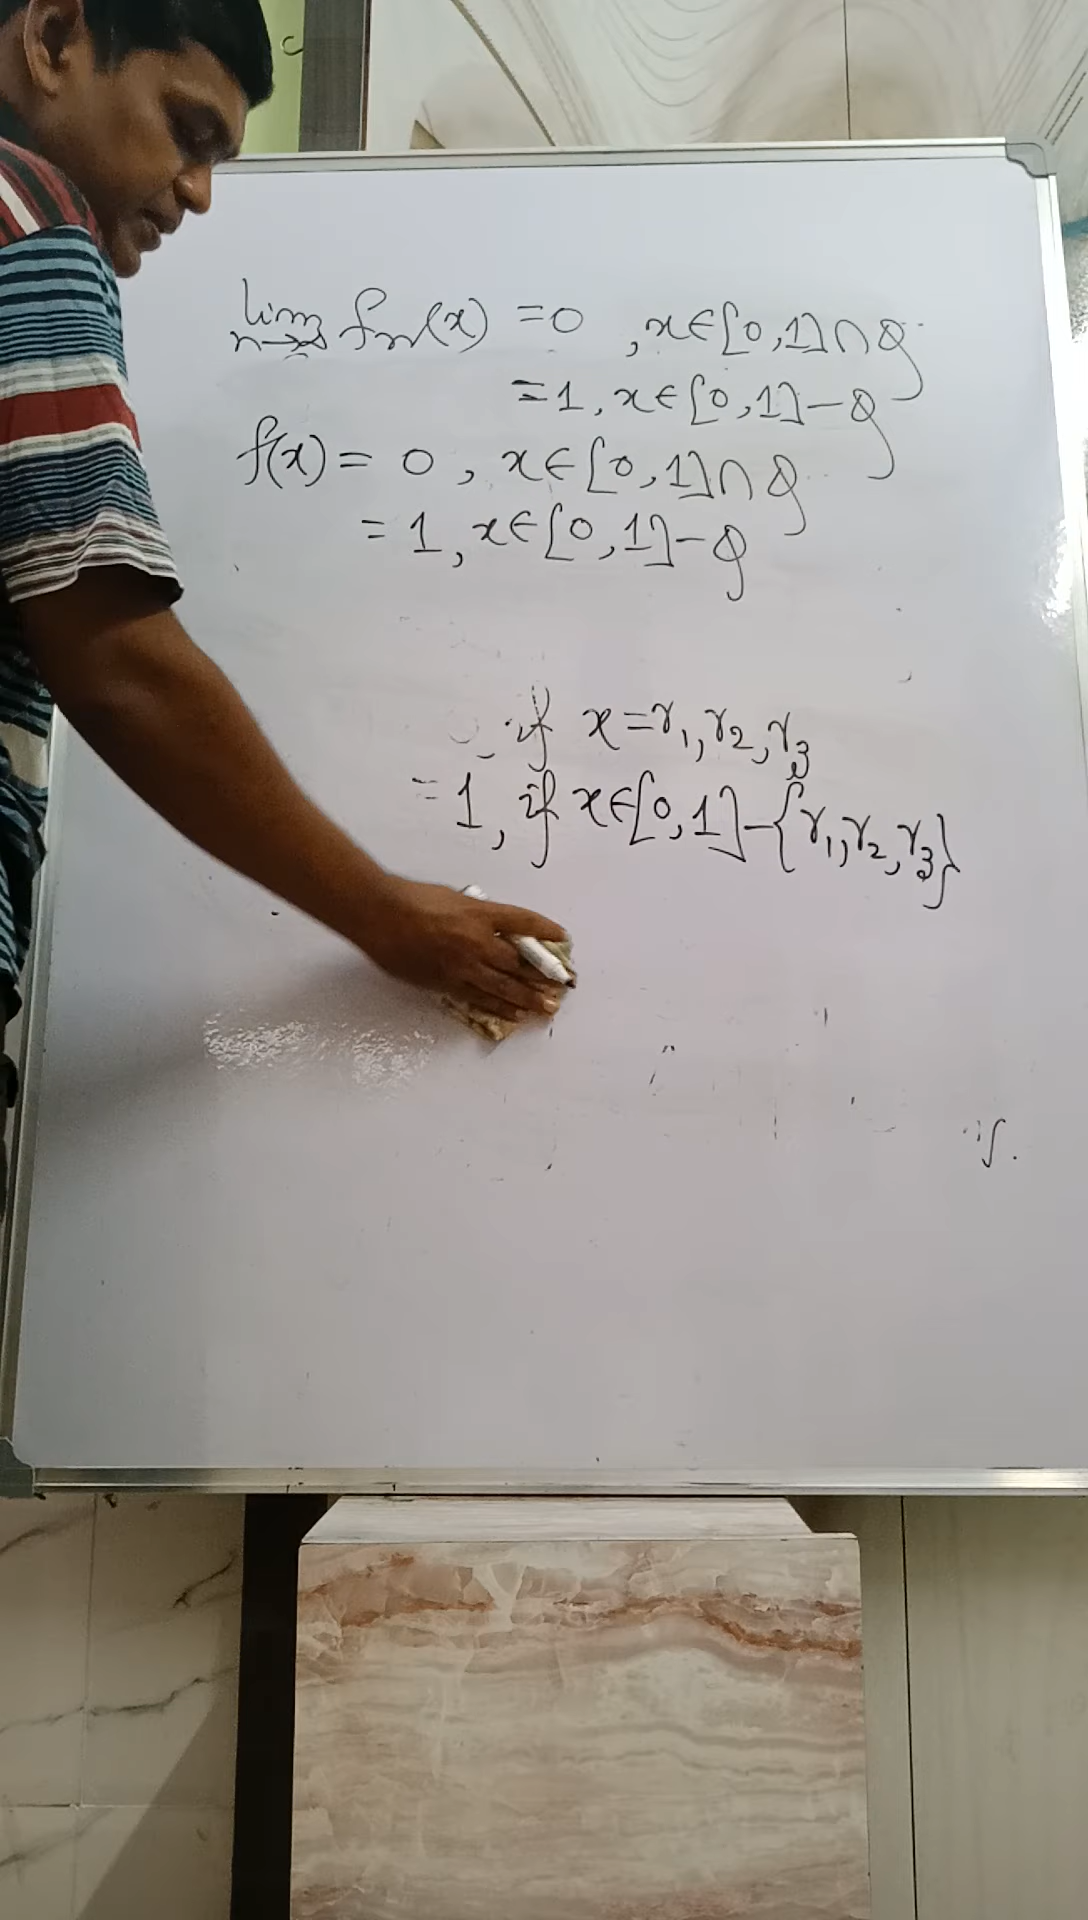 lim n→∞ fn(x) = 0 , x∈[0,1]∩Q
= 1, x∈[0,1]−Q
f(x) = 0 , x∈[0,1]∩Q
= 1, x∈[0,1]−Q
, if x=r₁,r₂,r₃
= 1, if x∈[0,1]−{r₁,r₂,r₃}